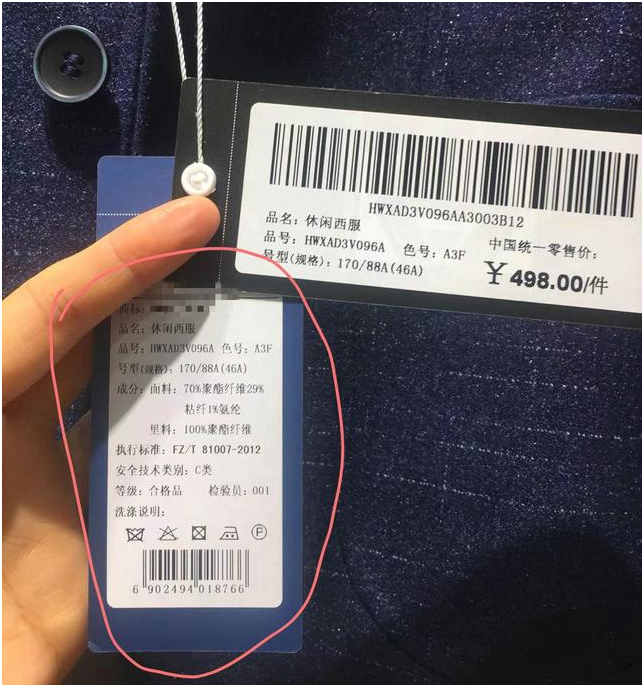 HWXAD3V096AA3003B12
品名：休闲西服
品号：HWXAD3V096A 色号：A3F
号型(规格)：170/88A(46A)
中国统一零售价：
￥498.00/件
商标：
品名：休闲西服
品号：HWXAD3V096A 色号：A3F
号型(规格)：170/88A(46A)
成分：面料：70%聚酯纤维29%
粘纤1%氨纶
里料：100%聚酯纤维
执行标准：FZ/T 81007-2012
安全技术类别：C类
等级：合格品 检验员：001
洗涤说明：
P
6 902494 018766